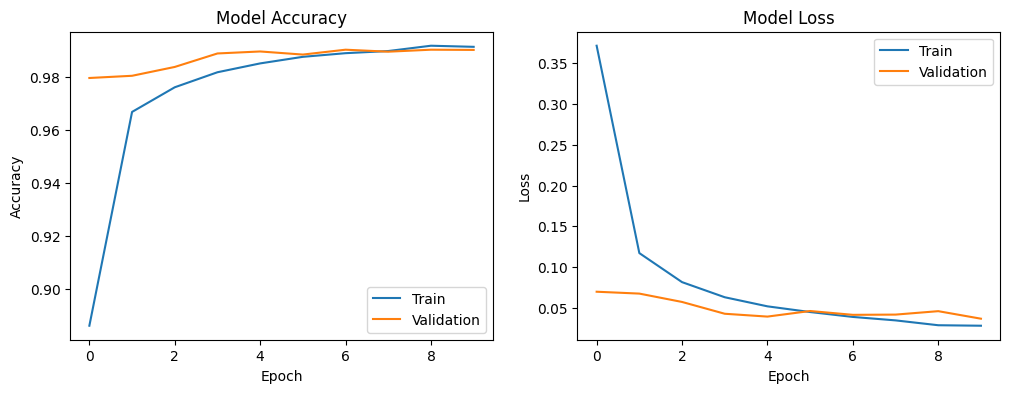 Model Accuracy
Accuracy
0.98
0.96
0.94
0.92
0.90
0 2 4 6 8
Epoch
Train
Validation
Model Loss
Loss
0.35
0.30
0.25
0.20
0.15
0.10
0.05
0 2 4 6 8
Epoch
Train
Validation